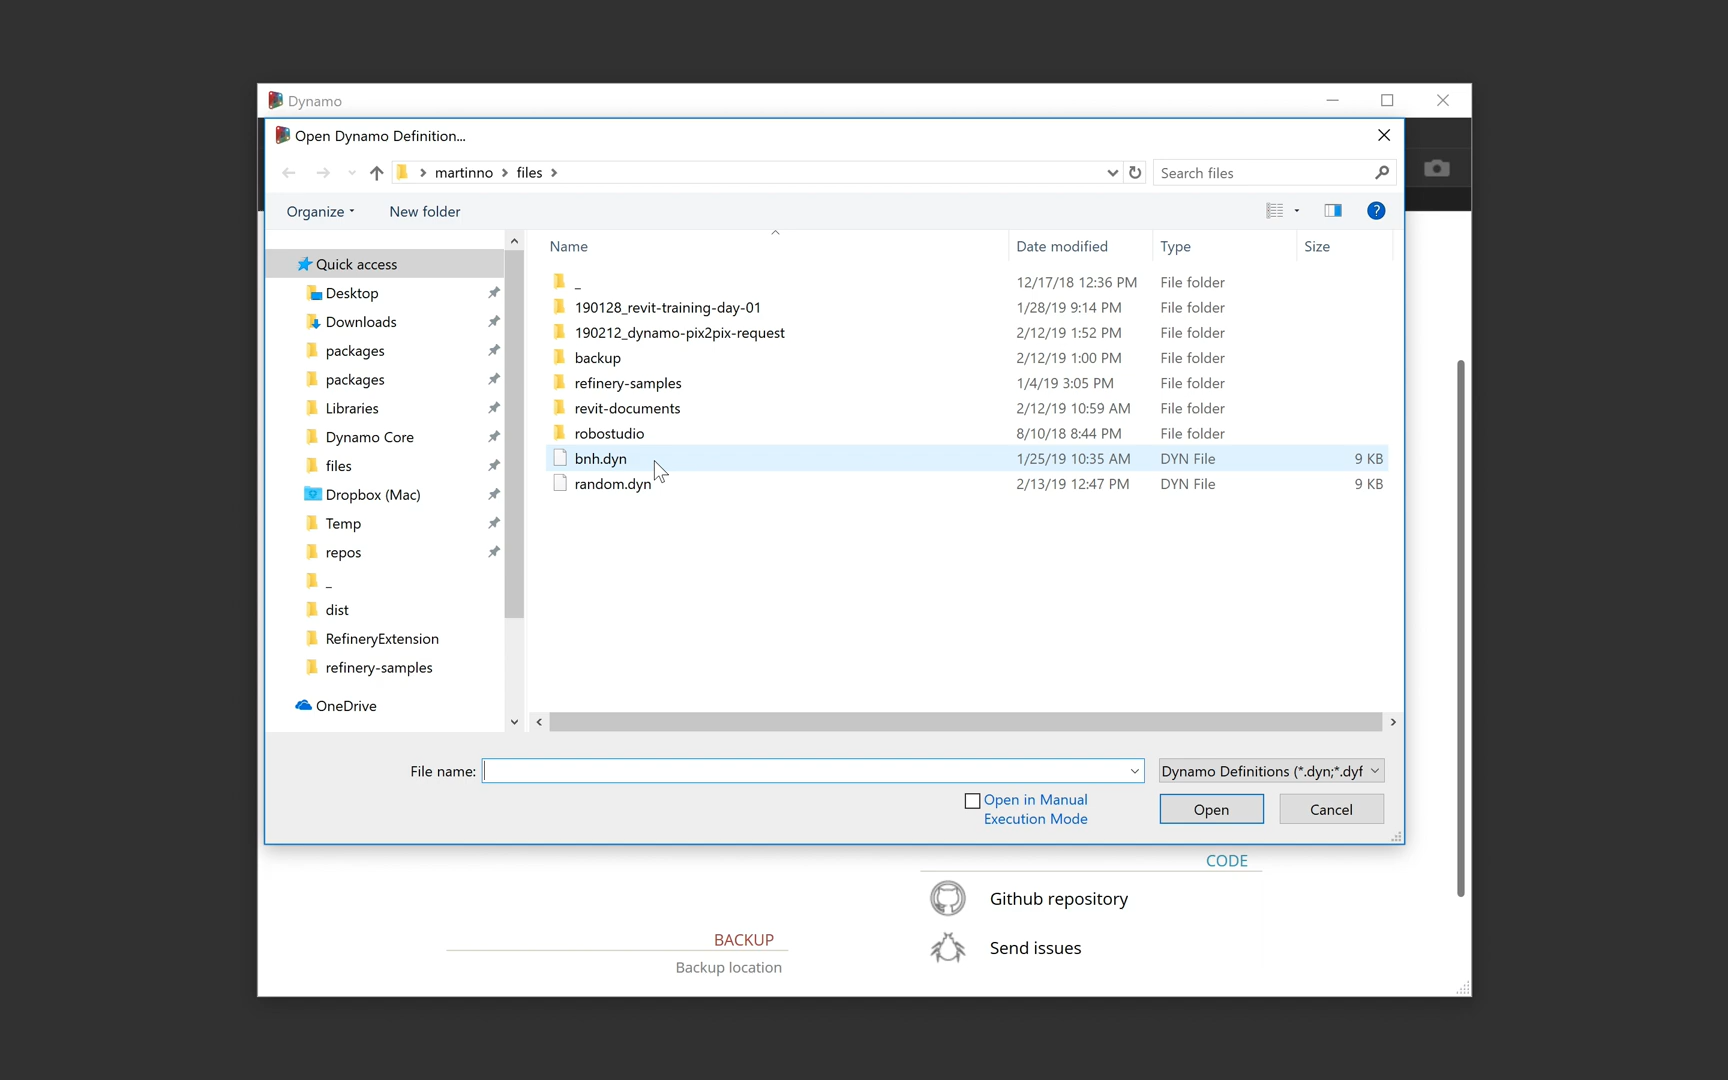 Dynamo
Open Dynamo Definition...
martinno files
Search files
Organize
New folder
?
Name Date modified Type Size
Quick access
Desktop
Downloads
packages
packages
Libraries
Dynamo Core
files
Dropbox (Mac)
Temp
repos
_
dist
RefineryExtension
refinery-samples
OneDrive
_ 12/17/18 12:36 PM File folder
190128_revit-training-day-01 1/28/19 9:14 PM File folder
190212_dynamo-pix2pix-request 2/12/19 1:52 PM File folder
backup 2/12/19 1:00 PM File folder
refinery-samples 1/4/19 3:05 PM File folder
revit-documents 2/12/19 10:59 AM File folder
robostudio 8/10/18 8:44 PM File folder
bnh.dyn 1/25/19 10:35 AM DYN File 9 KB
random.dyn 2/13/19 12:47 PM DYN File 9 KB
File name:
Dynamo Definitions (*.dyn;*.dyf
Open in Manual
Execution Mode
Open
Cancel
CODE
Github repository
Send issues
BACKUP
Backup location